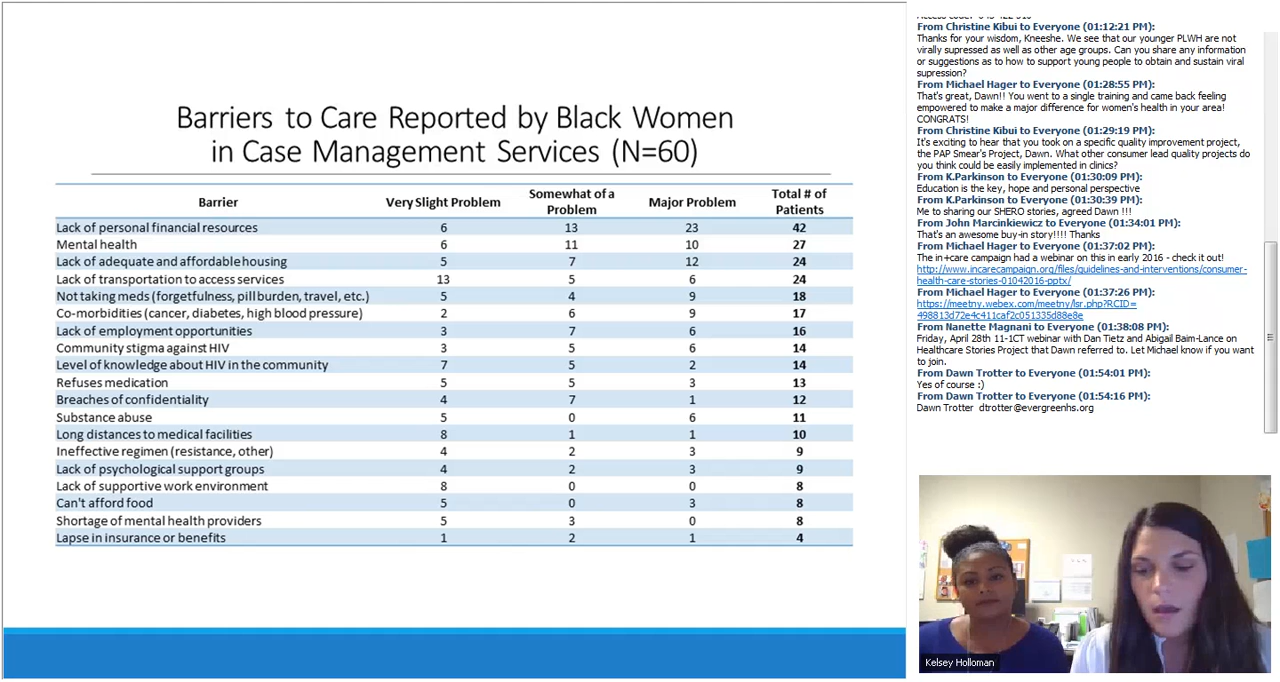 Barriers to Care Reported by Black Women
in Case Management Services (N=60)
Barrier Very Slight Problem Somewhat of a Problem Major Problem Total # of Patients
Lack of personal financial resources 6 13 23 42
Mental health 6 11 10 27
Lack of adequate and affordable housing 5 7 12 24
Lack of transportation to access services 13 5 6 24
Not taking meds (forgetfulness, pill burden, travel, etc.) 5 4 9 18
Co-morbidities (cancer, diabetes, high blood pressure) 2 6 9 17
Lack of employment opportunities 3 7 6 16
Community stigma against HIV 3 5 6 14
Level of knowledge about HIV in the community 7 5 2 14
Refuses medication 5 5 3 13
Breaches of confidentiality 4 7 1 12
Substance abuse 5 0 6 11
Long distances to medical facilities 8 1 1 10
Ineffective regimen (resistance, other) 4 2 3 9
Lack of psychological support groups 4 2 3 9
Lack of supportive work environment 8 0 0 8
Can't afford food 5 0 3 8
Shortage of mental health providers 5 3 0 8
Lapse in insurance or benefits 1 2 1 4
From Christine Kibui to Everyone (01:12:21 PM):
Thanks for your wisdom, Kneeshe. We see that our younger PLWH are not
virally supressed as well as other age groups. Can you share any information
or suggestions as to how to support young people to obtain and sustain viral
supression?
From Michael Hager to Everyone (01:28:55 PM):
That's great, Dawn!! You went to a single training and came back feeling
empowered to make a major difference for women's health in your area!
CONGRATS!
From Christine Kibui to Everyone (01:29:19 PM):
It's exciting to hear that you took on a specific quality improvement project,
the PAP Smear's Project, Dawn. What other consumer lead quality projects do
you think could be easily implemented in clinics?
From K.Parkinson to Everyone (01:30:09 PM):
Education is the key, hope and personal perspective
From K.Parkinson to Everyone (01:30:39 PM):
Me to sharing our SHERO stories, agreed Dawn !!!
From John Marcinkiewicz to Everyone (01:34:01 PM):
That's an awesome buy-in story!!!! Thanks
From Michael Hager to Everyone (01:37:02 PM):
The in+care campaign had a webinar on this in early 2016 - check it out!
http://www.incarecampaign.org/files/guidelines-and-interventions/consumer-
health-care-stories-01042016-pptx/
From Michael Hager to Everyone (01:37:26 PM):
https://meetny.webex.com/meetny/lsr.php?RCID=
498813d72e4c411caf2c051335d88e8e
From Nanette Magnani to Everyone (01:38:08 PM):
Friday, April 28th 11-1CT webinar with Dan Tietz and Abigail Baim-Lance on
Healthcare Stories Project that Dawn referred to. Let Michael know if you want
to join.
From Dawn Trotter to Everyone (01:54:01 PM):
Yes of course :)
From Dawn Trotter to Everyone (01:54:16 PM):
Dawn Trotter dtrotter@evergreenhs.org
Kelsey Holloman